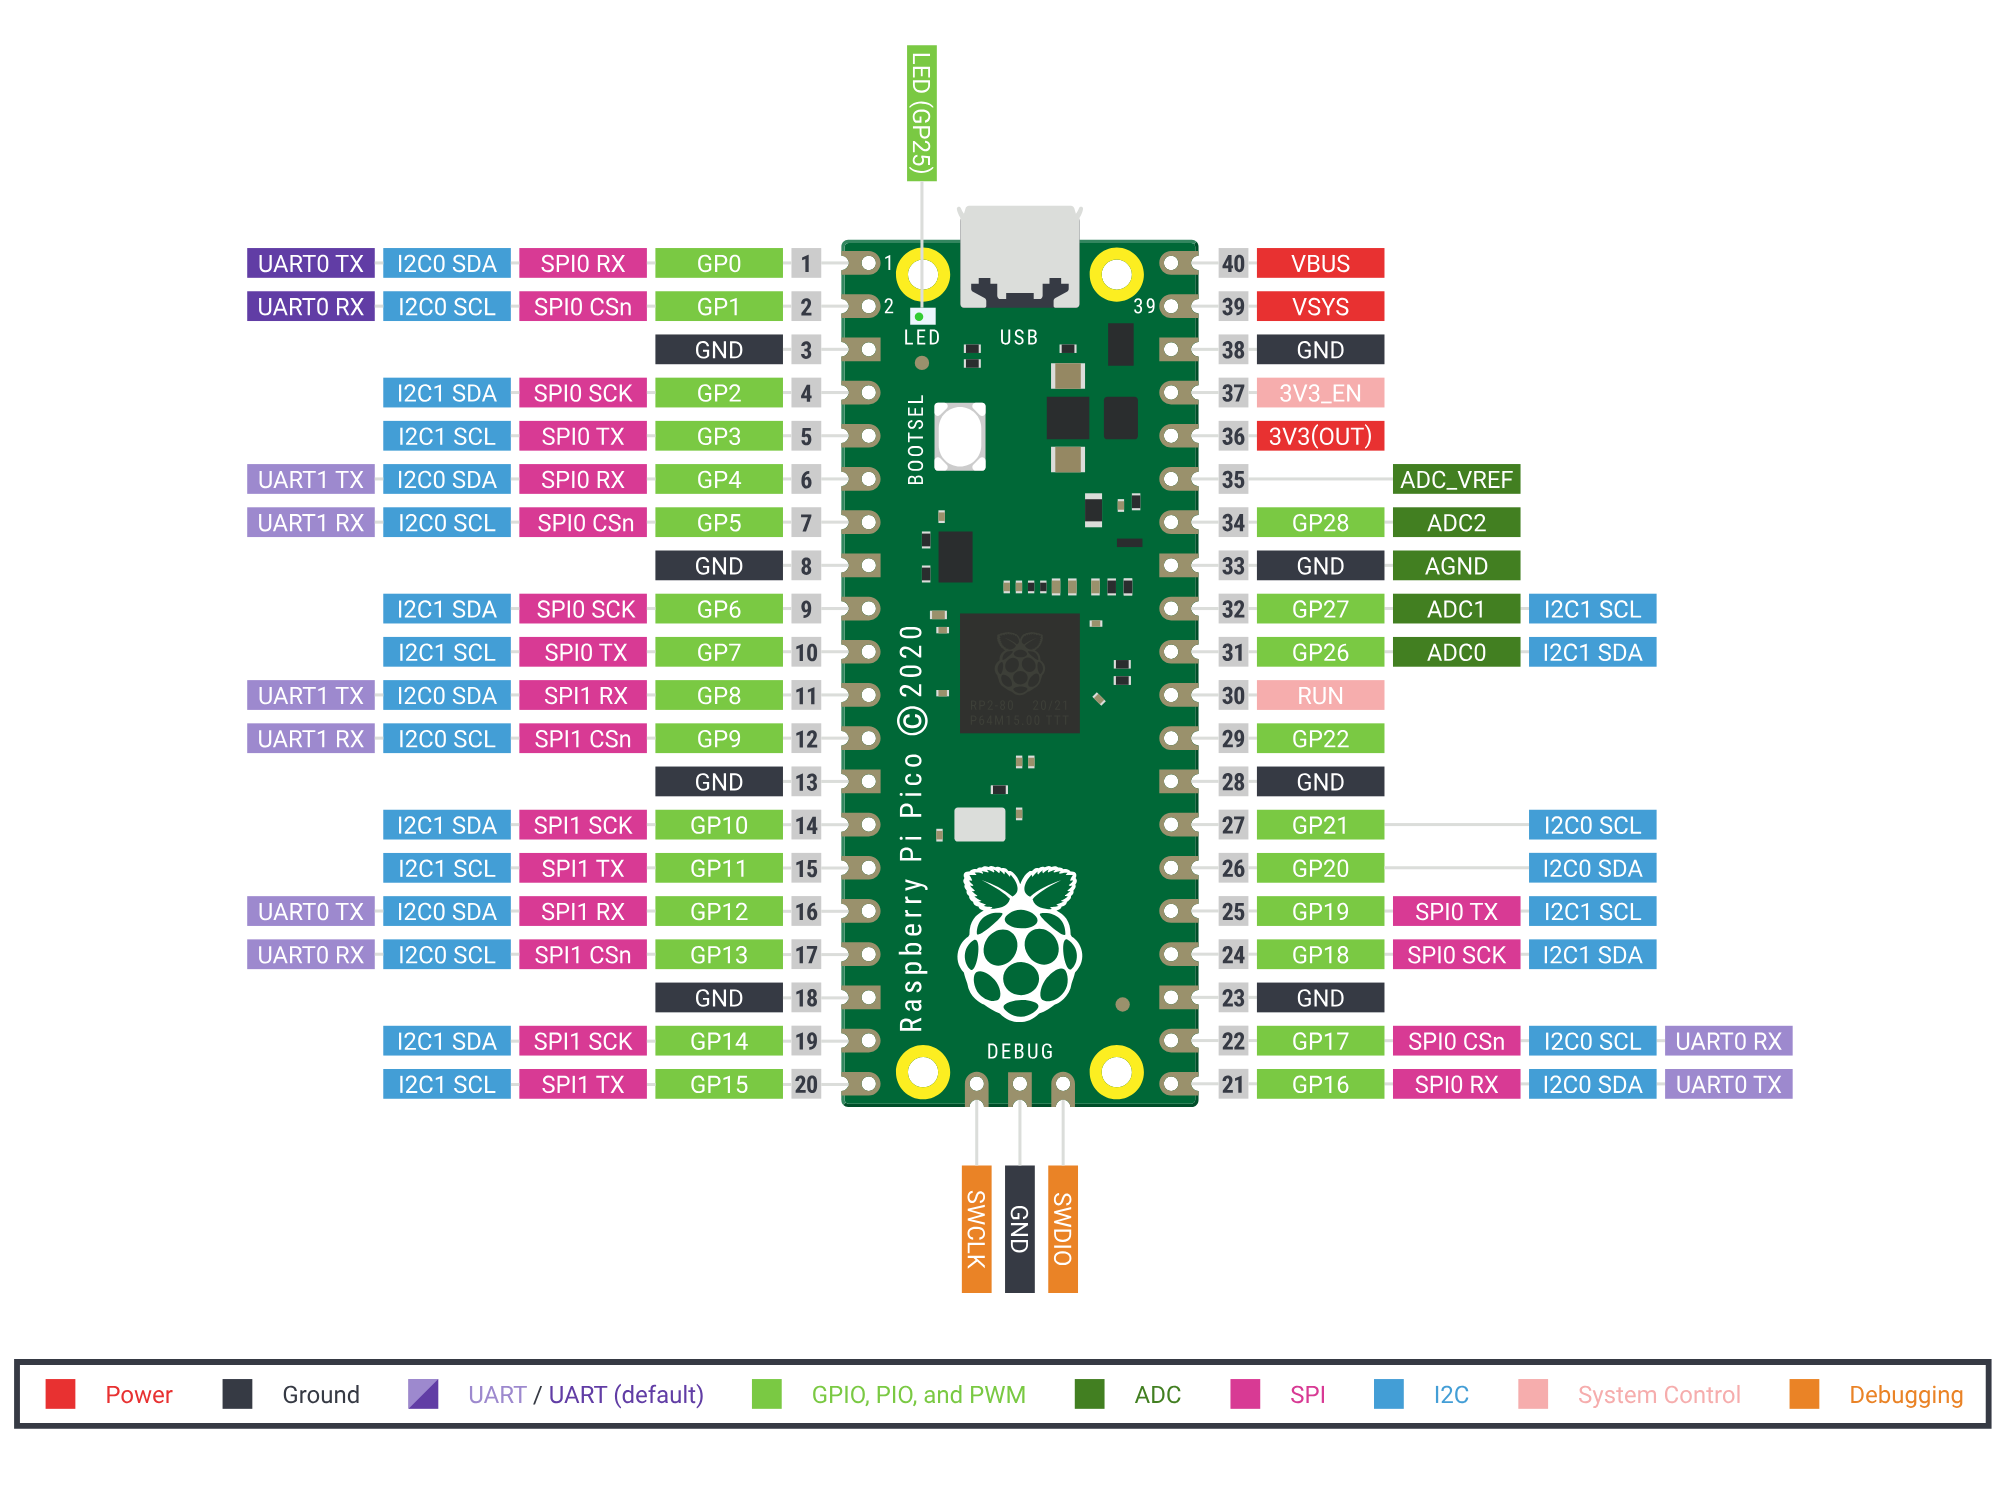 LED (GP25)
UART0 TX I2C0 SDA SPI0 RX GP0 1 1 40 VBUS
UART0 RX I2C0 SCL SPI0 CSn GP1 2 2 39 39 VSYS
LED USB
GND 3 38 GND
I2C1 SDA SPI0 SCK GP2 4 37 3V3_EN
I2C1 SCL SPI0 TX GP3 5 BOOTSEL 36 3V3(OUT)
UART1 TX I2C0 SDA SPI0 RX GP4 6 35 ADC_VREF
UART1 RX I2C0 SCL SPI0 CSn GP5 7 34 GP28 ADC2
GND 8 33 GND AGND
I2C1 SDA SPI0 SCK GP6 9 32 GP27 ADC1 I2C1 SCL
I2C1 SCL SPI0 TX GP7 10 31 GP26 ADC0 I2C1 SDA
UART1 TX I2C0 SDA SPI1 RX GP8 11 30 RUN
RP2-80 20/21
P64M15.00 TTT
UART1 RX I2C0 SCL SPI1 CSn GP9 12 29 GP22
GND 13 28 GND
I2C1 SDA SPI1 SCK GP10 14 27 GP21 I2C0 SCL
Raspberry Pi Pico ©2020
I2C1 SCL SPI1 TX GP11 15 26 GP20 I2C0 SDA
UART0 TX I2C0 SDA SPI1 RX GP12 16 25 GP19 SPI0 TX I2C1 SCL
UART0 RX I2C0 SCL SPI1 CSn GP13 17 24 GP18 SPI0 SCK I2C1 SDA
GND 18 23 GND
I2C1 SDA SPI1 SCK GP14 19 22 GP17 SPI0 CSn I2C0 SCL UART0 RX
DEBUG
I2C1 SCL SPI1 TX GP15 20 21 GP16 SPI0 RX I2C0 SDA UART0 TX
SWCLK GND SWDIO
Power Ground UART / UART (default) GPIO, PIO, and PWM ADC SPI I2C System Control Debugging